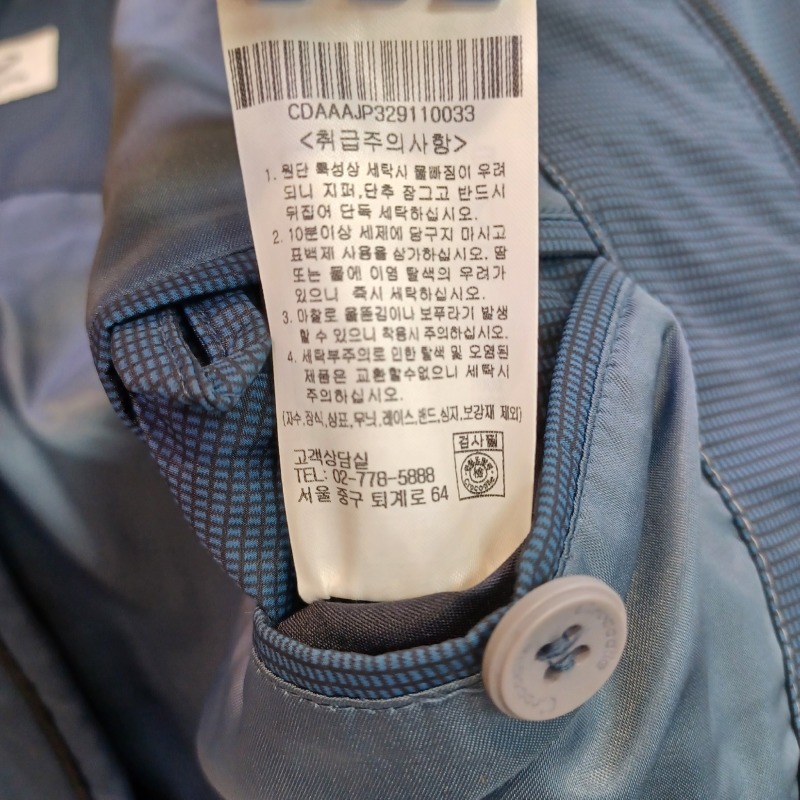 CDAAAJP329110033
<취급주의사항>
1. 원단 특성상 세탁시 물빠짐이 우려
되니 지퍼,단추 장그고 반드시
뒤집어 단독 세탁하십시오.
2. 10분이상 세제에 담구지 마시고
표백제 사용을 삼가하십시오. 땀
또는 물에 이염 탈색의 우려가
있으니 즉시 세탁하십시오.
3. 마찰로 올뜯김이나 보푸라기 발생
할 수 있으니 착용시 주의하십시오.
4. 세탁부주의로 인한 탈색 및 오염된
제품은 교환할수없으니 세탁시
주의하십시오.
(자수,장식,상표,무늬,레이스,밴드,심지,보강재 제외)
검사필
Crocodile
고객상담실
TEL: 02-778-5888
서울 중구 퇴계로 64